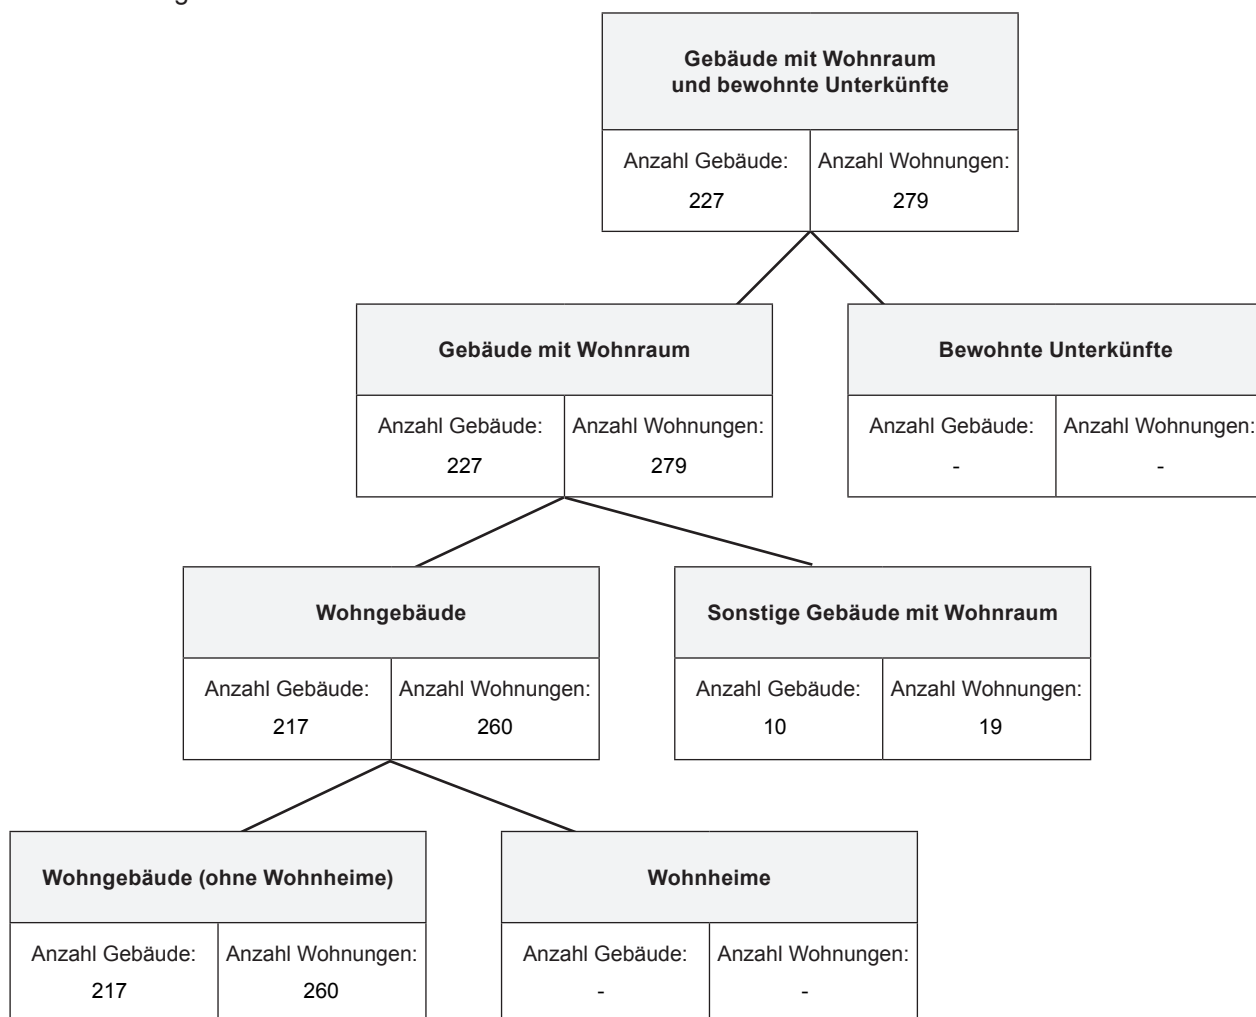 Gebäude mit Wohnraum
und bewohnte Unterkünfte
Anzahl Gebäude: Anzahl Wohnungen:
227 279
Gebäude mit Wohnraum Bewohnte Unterkünfte
Anzahl Gebäude: Anzahl Wohnungen: Anzahl Gebäude: Anzahl Wohnungen:
227 279 - -
Wohngebäude Sonstige Gebäude mit Wohnraum
Anzahl Gebäude: Anzahl Wohnungen: Anzahl Gebäude: Anzahl Wohnungen:
217 260 10 19
Wohngebäude (ohne Wohnheime) Wohnheime
Anzahl Gebäude: Anzahl Wohnungen: Anzahl Gebäude: Anzahl Wohnungen:
217 260 - -